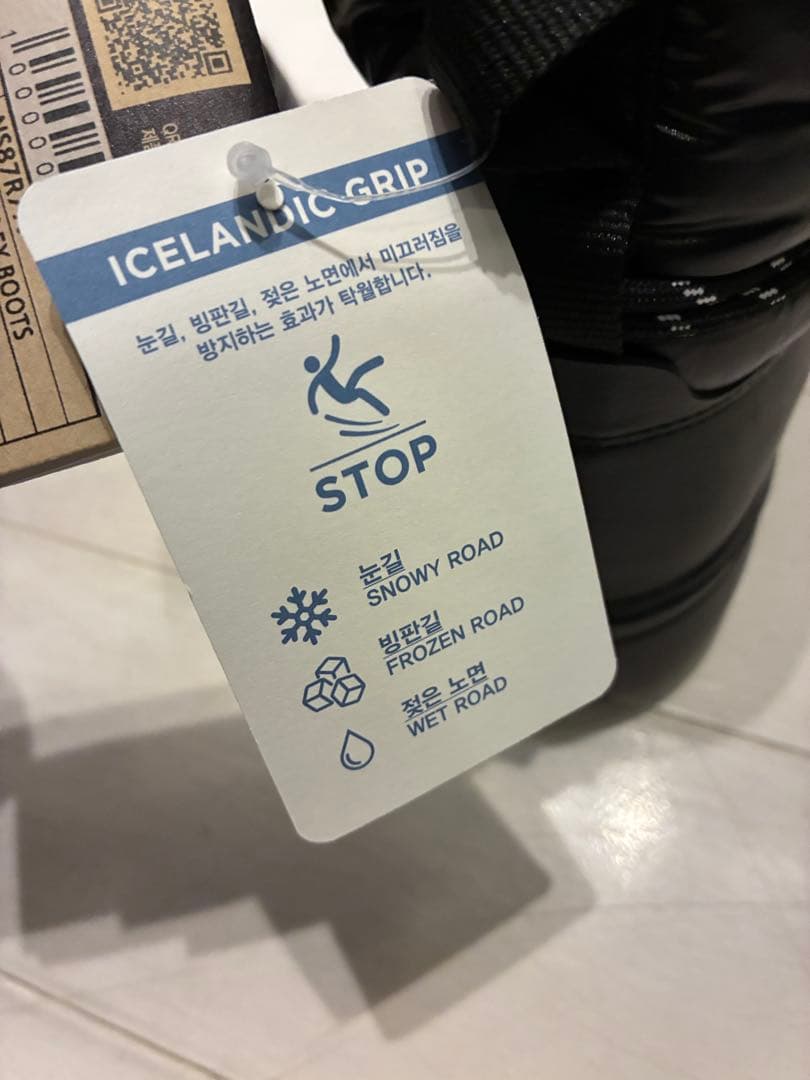 ICELANDIC GRIP
눈길, 빙판길, 젖은 노면에서 미끄러짐을
방지하는 효과가 탁월합니다.
STOP
눈길
SNOWY ROAD
빙판길
FROZEN ROAD
젖은 노면
WET ROAD
BOOTS